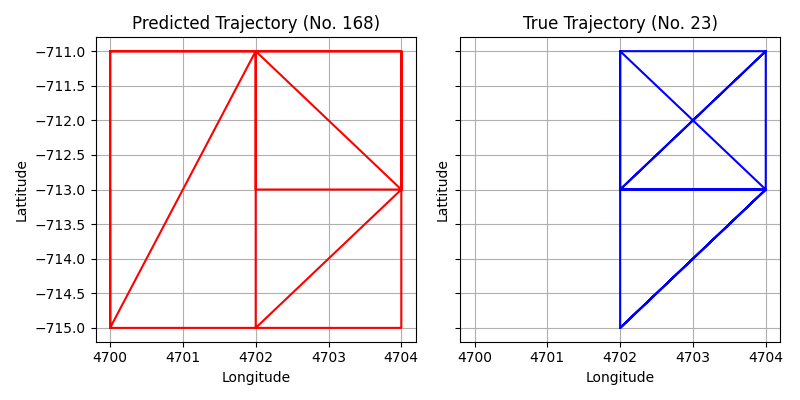 Predicted Trajectory (No. 168)
True Trajectory (No. 23)
−711.0
−711.5
−712.0
−712.5
−713.0
−713.5
−714.0
−714.5
−715.0
Lattitude
Lattitude
4700 4701 4702 4703 4704
4700 4701 4702 4703 4704
Longitude
Longitude